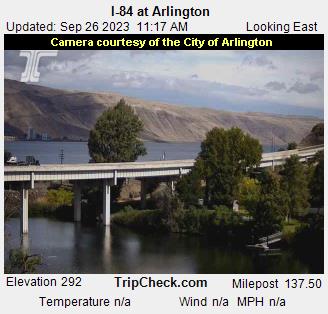 I-84 at Arlington
Updated: Sep 26 2023 11:17 AM Looking East
Camera courtesy of the City of Arlington
Elevation 292 TripCheck.com Milepost 137.50
Temperature n/a Wind n/a MPH n/a